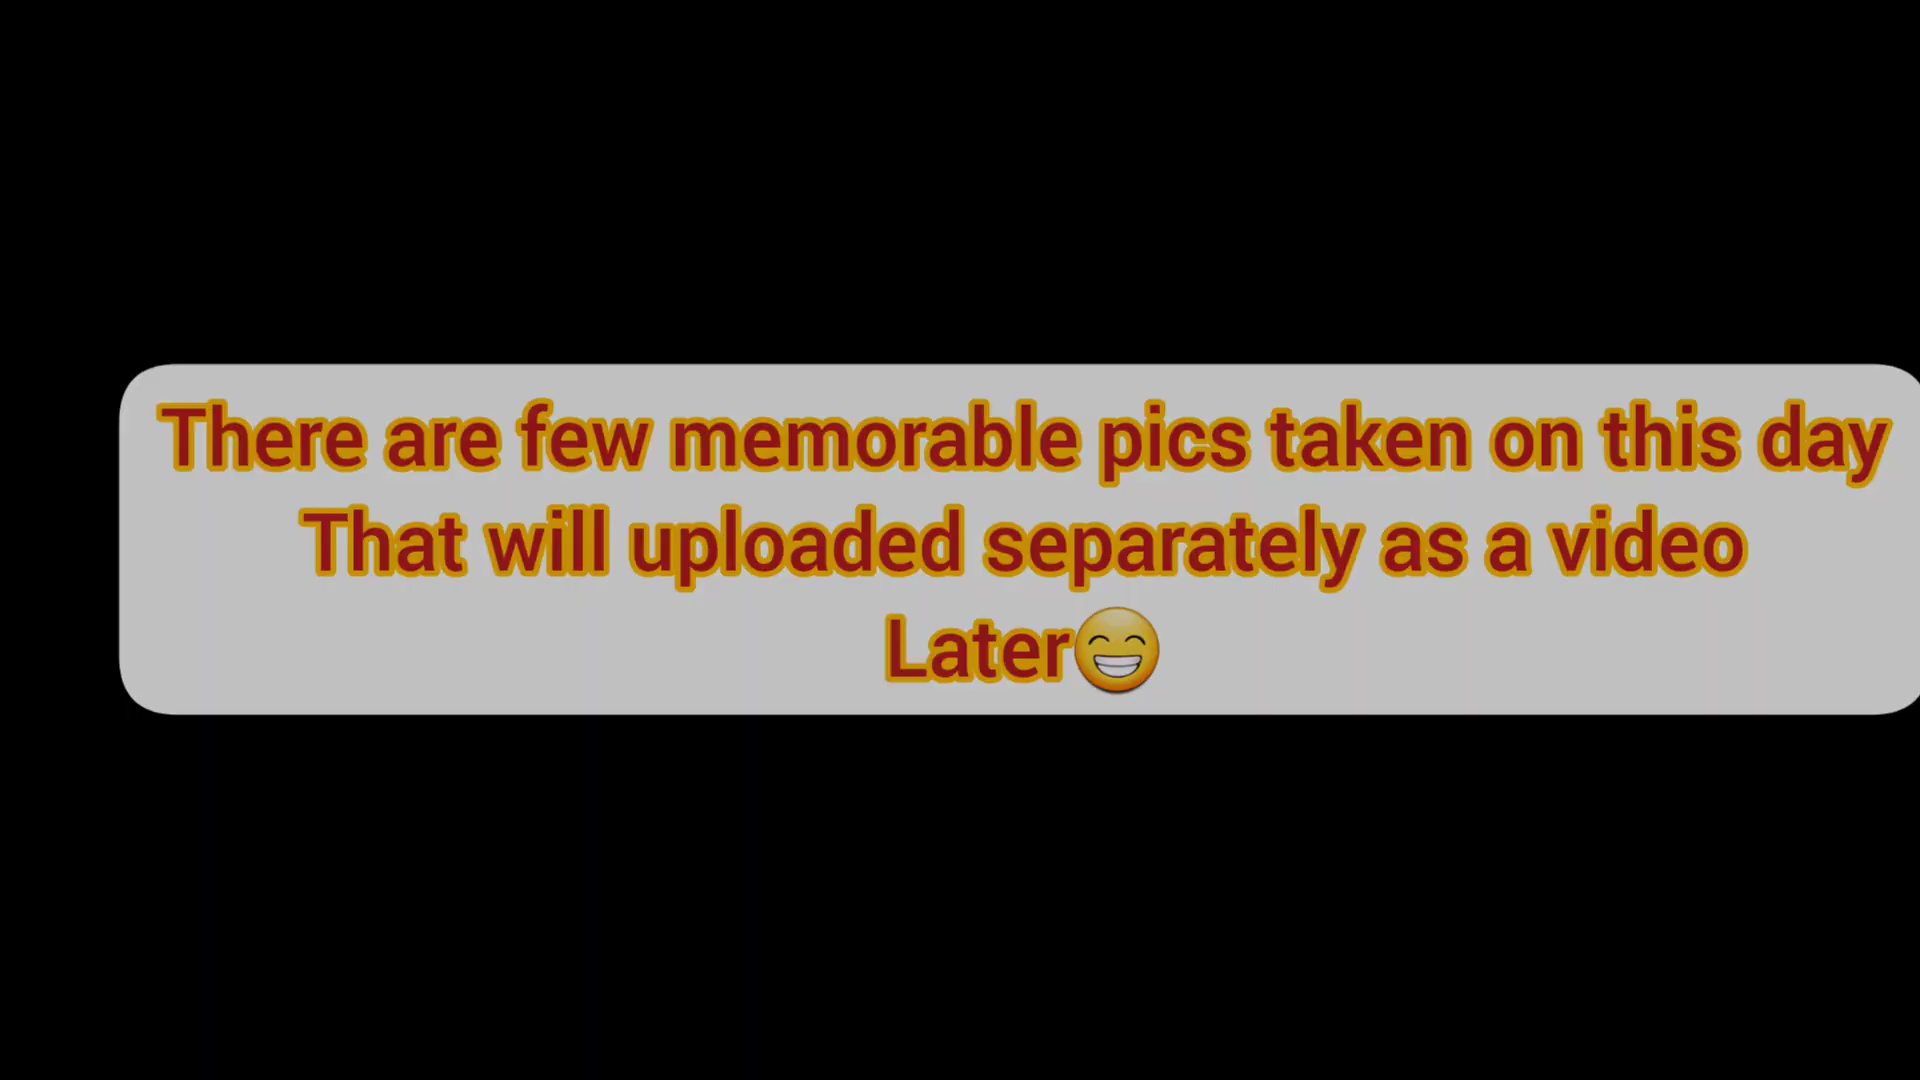 There are few memorable pics taken on this day
That will uploaded separately as a video
Later😁